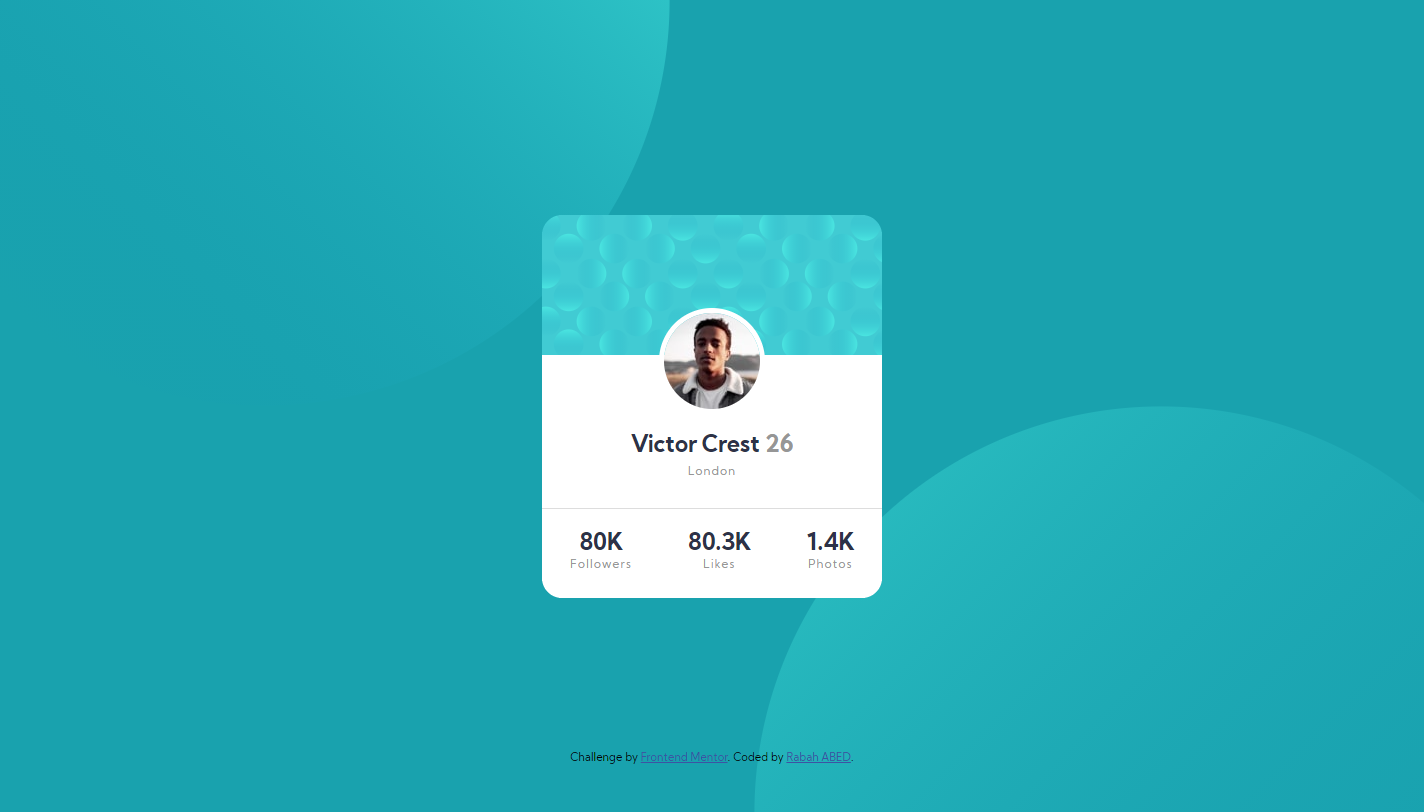 Victor Crest 26
London
80K 80.3K 1.4K
Followers Likes Photos
Challenge by Frontend Mentor. Coded by Rabah ABED.